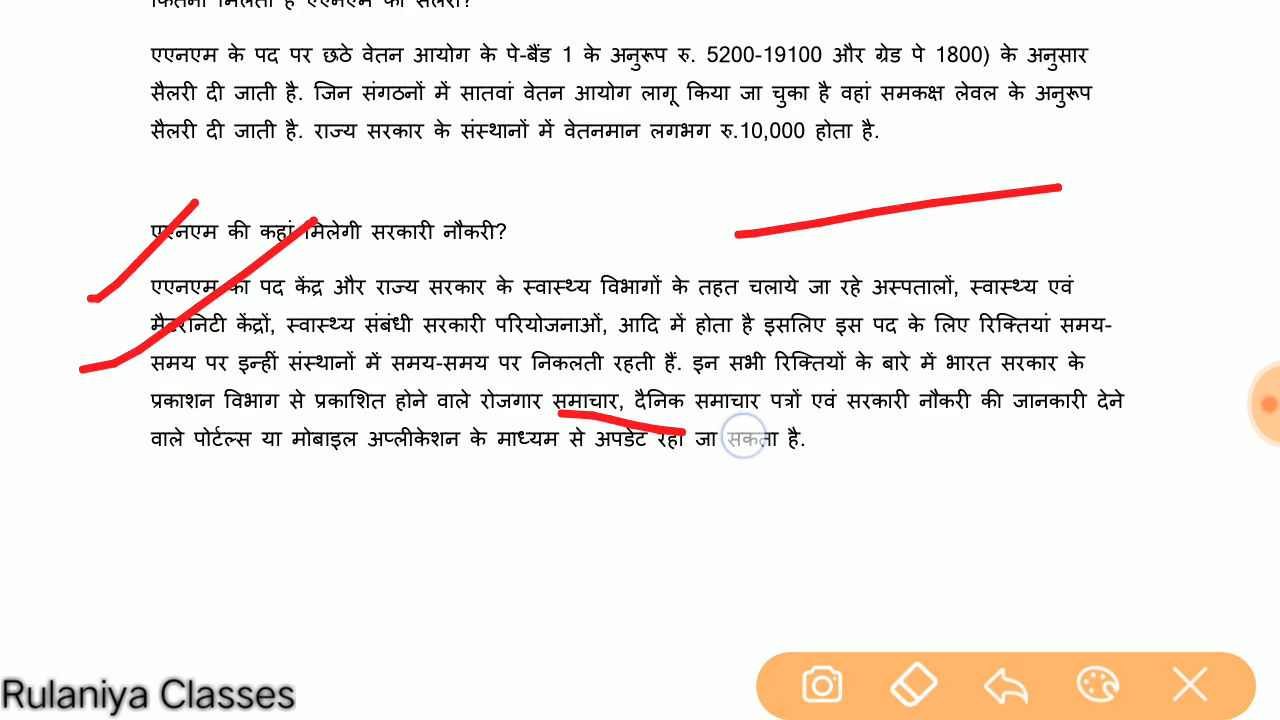 कितनी मिलती है एएनएम को सैलरी?
एएनएम के पद पर छठे वेतन आयोग के पे-बैंड 1 के अनुरूप रु. 5200-19100 और ग्रेड पे 1800) के अनुसार
सैलरी दी जाती है. जिन संगठनों में सातवां वेतन आयोग लागू किया जा चुका है वहां समकक्ष लेवल के अनुरूप
सैलरी दी जाती है. राज्य सरकार के संस्थानों में वेतनमान लगभग रु.10,000 होता है.
एएनएम की कहां मिलेगी सरकारी नौकरी?
एएनएम का पद केंद्र और राज्य सरकार के स्वास्थ्य विभागों के तहत चलाये जा रहे अस्पतालों, स्वास्थ्य एवं
मैटरनिटी केंद्रों, स्वास्थ्य संबंधी सरकारी परियोजनाओं, आदि में होता है इसलिए इस पद के लिए रिक्तियां समय-
समय पर इन्हीं संस्थानों में समय-समय पर निकलती रहती हैं. इन सभी रिक्तियों के बारे में भारत सरकार के
प्रकाशन विभाग से प्रकाशित होने वाले रोजगार समाचार, दैनिक समाचार पत्रों एवं सरकारी नौकरी की जानकारी देने
वाले पोर्टल्स या मोबाइल अप्लीकेशन के माध्यम से अपडेट रहा जा सकता है.
Rulaniya Classes